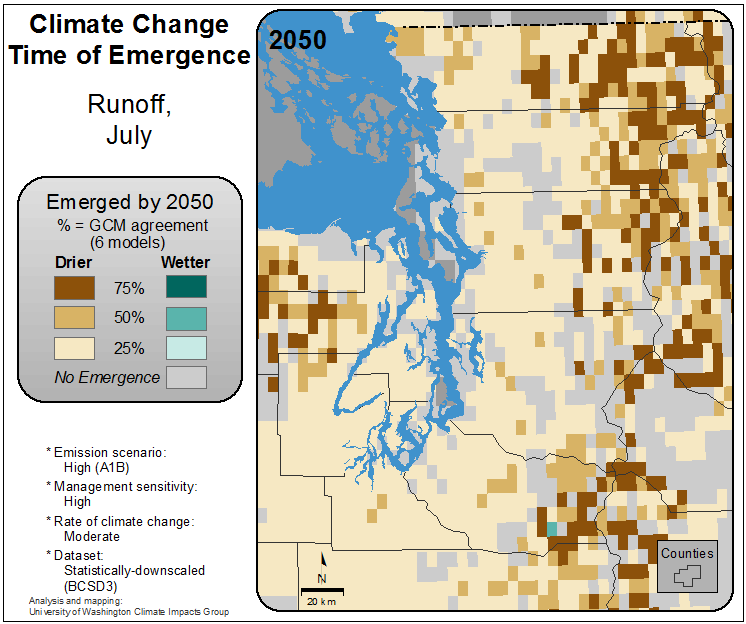 Climate Change
Time of Emergence
Runoff,
July
Emerged by 2050
% = GCM agreement
(6 models)
Drier Wetter
75%
50%
25%
No Emergence
* Emission scenario:
High (A1B)
* Management sensitivity:
High
* Rate of climate change:
Moderate
* Dataset:
Statistically-downscaled
(BCSD3)
Analysis and mapping:
University of Washington Climate Impacts Group
2050
N
20 km
Counties